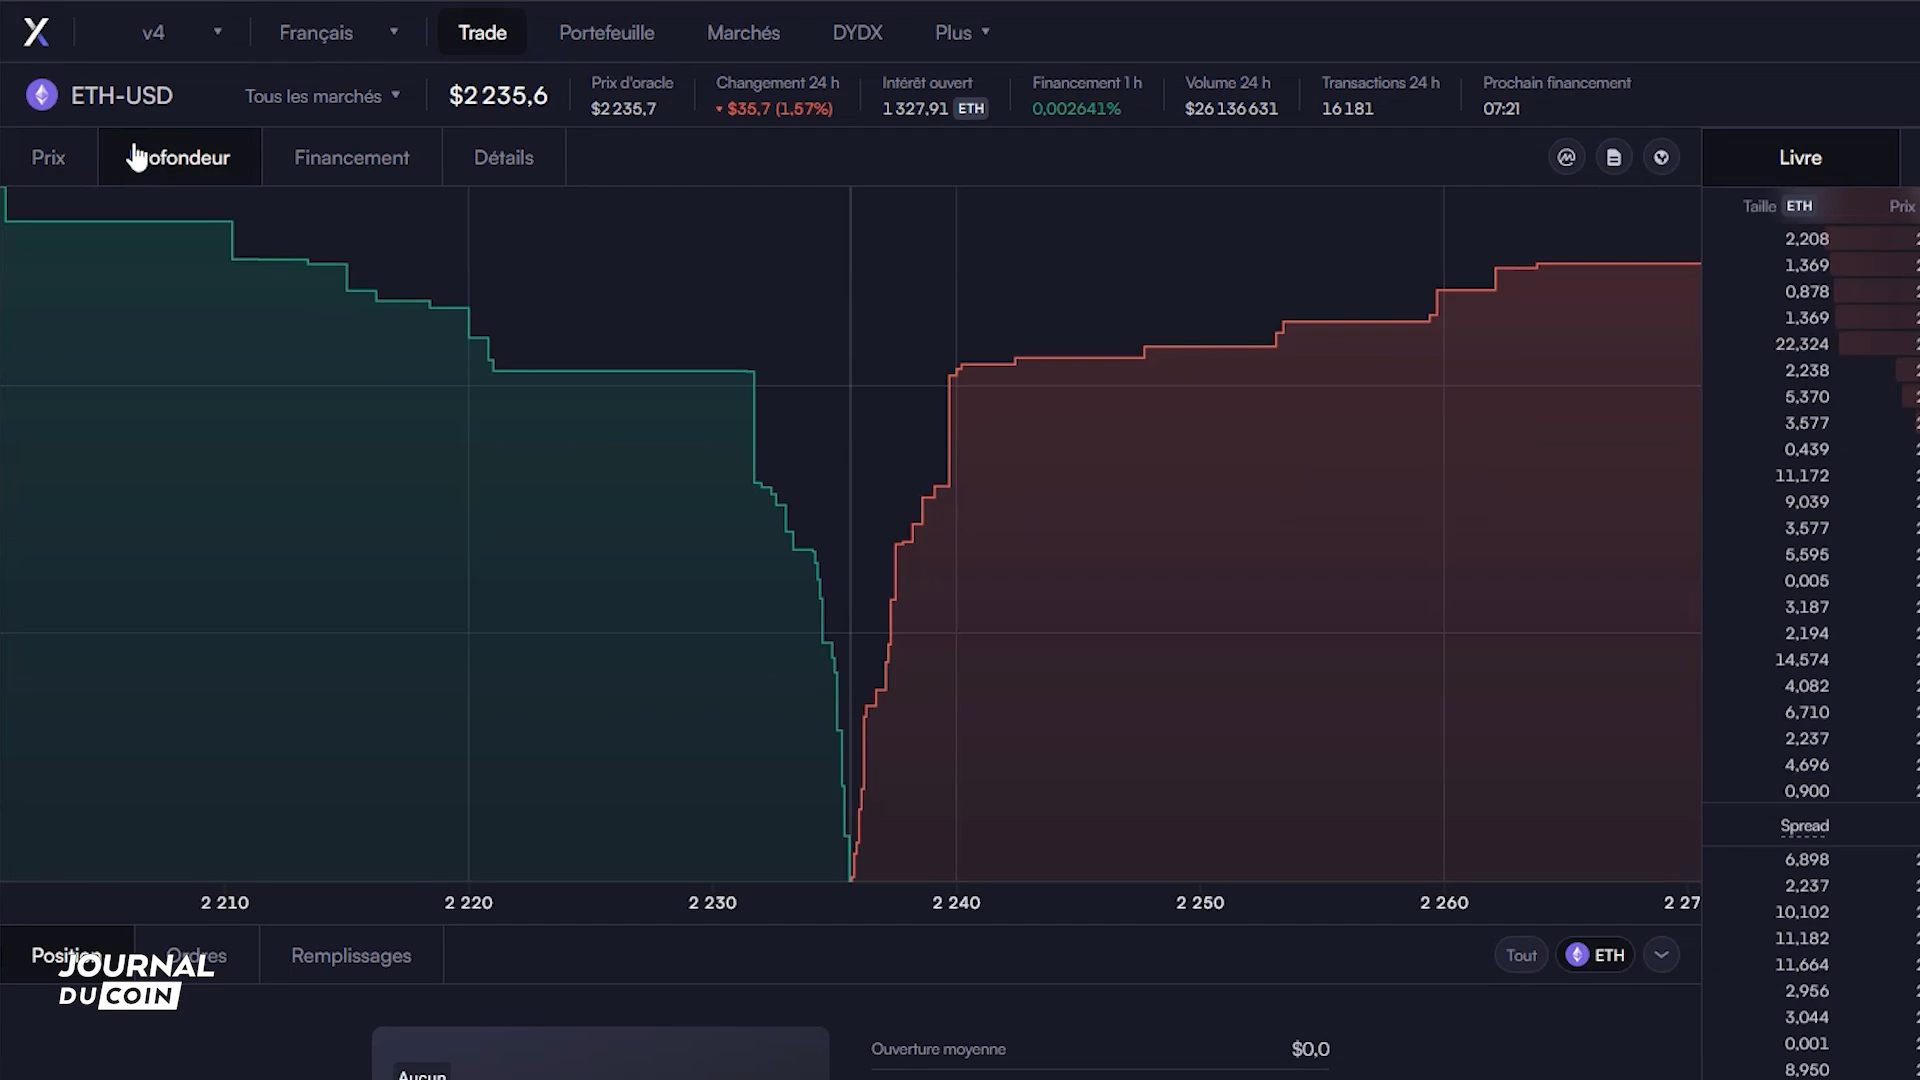 v4 Français Trade Portefeuille Marchés DYDX Plus
ETH-USD Tous les marchés $2 235,6
Prix d'oracle Changement 24 h Intérêt ouvert Financement 1 h Volume 24 h Transactions 24 h Prochain financement
$2 235,7 $35,7 (1,57%) 1 327,91 ETH 0,002641% $26 136 631 16 181 07:21
Prix ofondeur Financement Détails
Livre
Taille ETH Prix
2,208
1,369
0,878
1,369
22,324
2,238
5,370
3,577
0,439
11,172
9,039
3,577
5,595
0,005
3,187
2,194
14,574
4,082
6,710
2,237
4,696
0,900
Spread
6,898
2,237
10,102
11,182
11,664
2,956
3,044
0,001
8,950
2 210 2 220 2 230 2 240 2 250 2 260 2 27
Position Ordres Remplissages Tout ETH
JOURNAL
DU COIN
Aucun
Ouverture moyenne $0,0